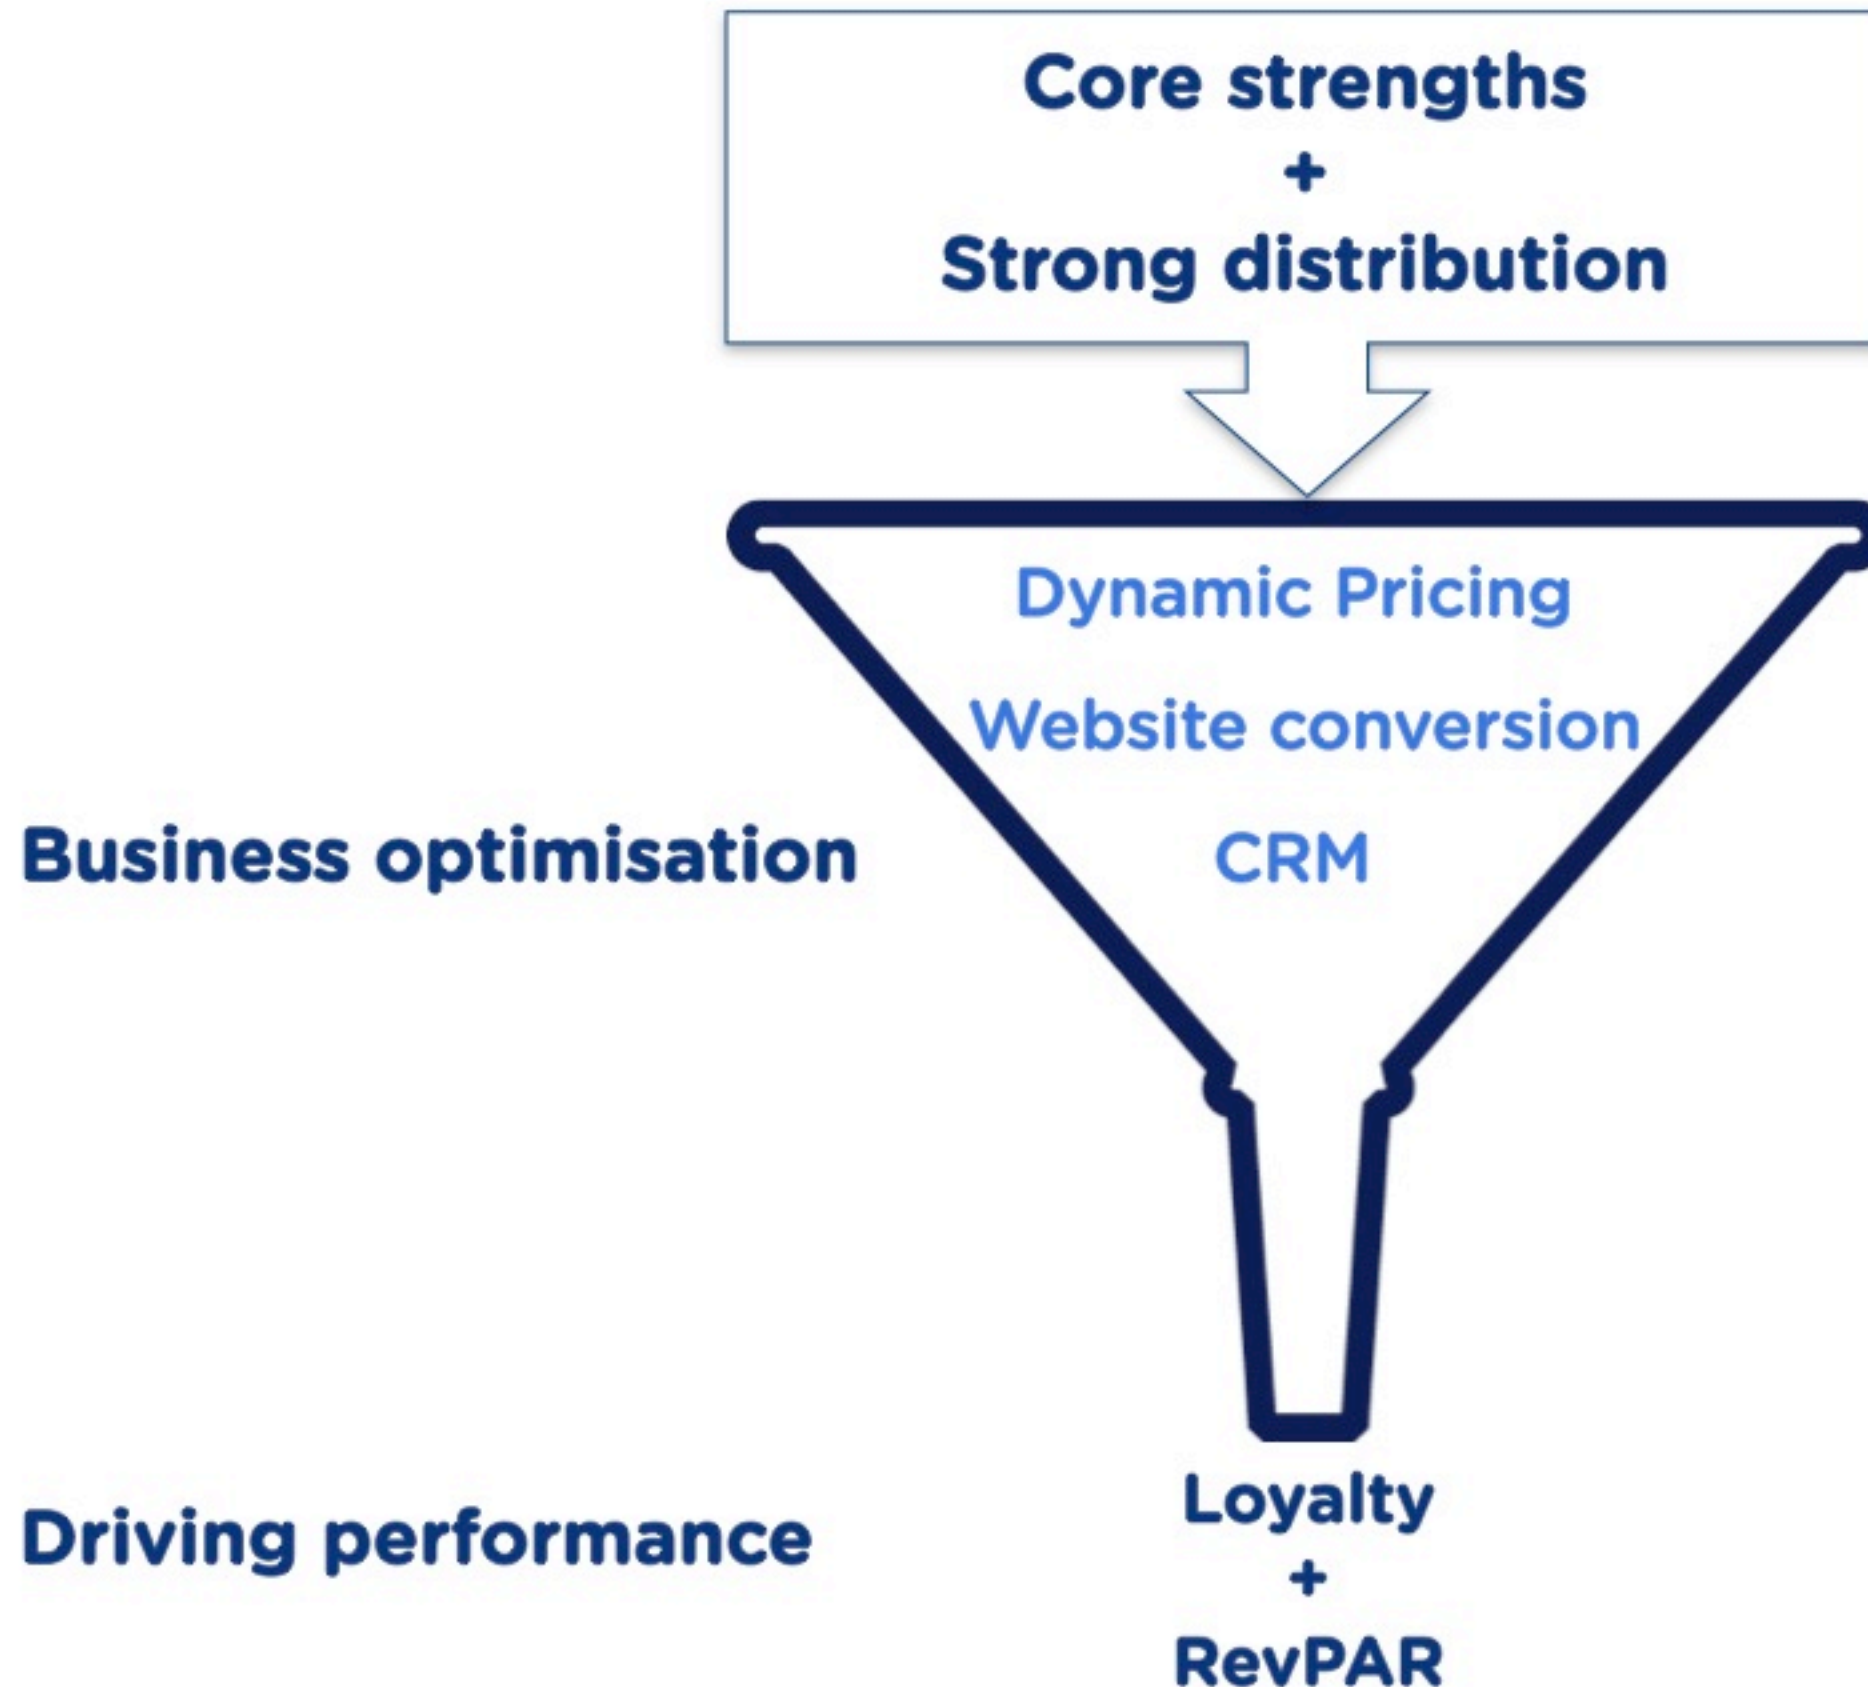 Core strengths
+
Strong distribution
Dynamic Pricing
Website conversion
Business optimisation
CRM
Driving performance
Loyalty
+
RevPAR